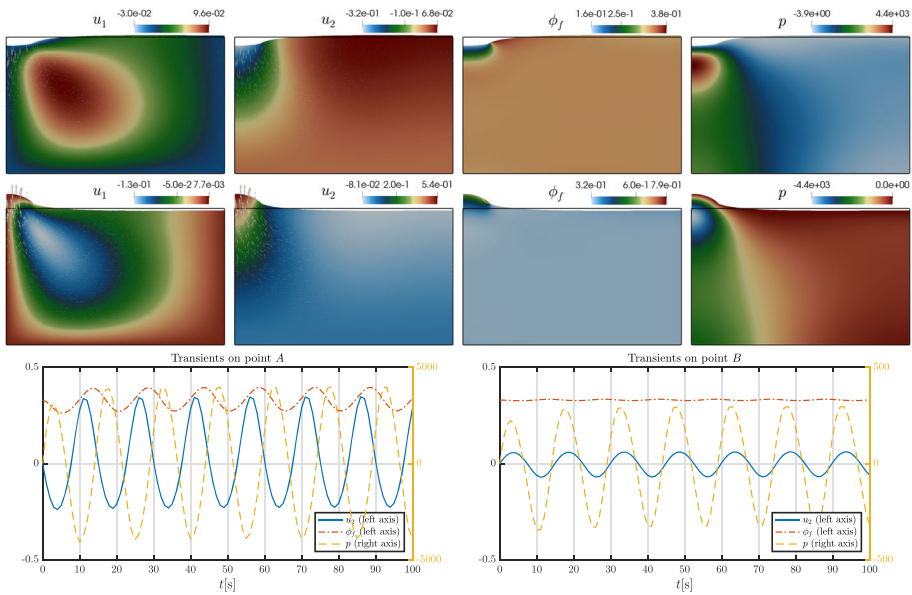 u₁
-3.0e-02 9.6e-02
u₂
-3.2e-01 -1.0e-1 6.8e-02
ϕ_f
1.6e-01 2.5e-1 3.8e-01
p
-3.9e+00 4.4e+03
u₁
-1.3e-01 -5.0e-2 7.7e-03
u₂
-8.1e-02 2.0e-1 5.4e-01
ϕ_f
3.2e-01 6.0e-1 7.9e-01
p
-4.4e+03 0.0e+00
Transients on point A
0.5
0
-0.5
5000
0
-5000
u₂ (left axis)
ϕ_f (left axis)
p (right axis)
0 10 20 30 40 50 60 70 80 90 100
t[s]
Transients on point B
0.5
0
-0.5
500
0
-500
u₂ (left axis)
ϕ_f (left axis)
p (right axis)
0 10 20 30 40 50 60 70 80 90 100
t[s]